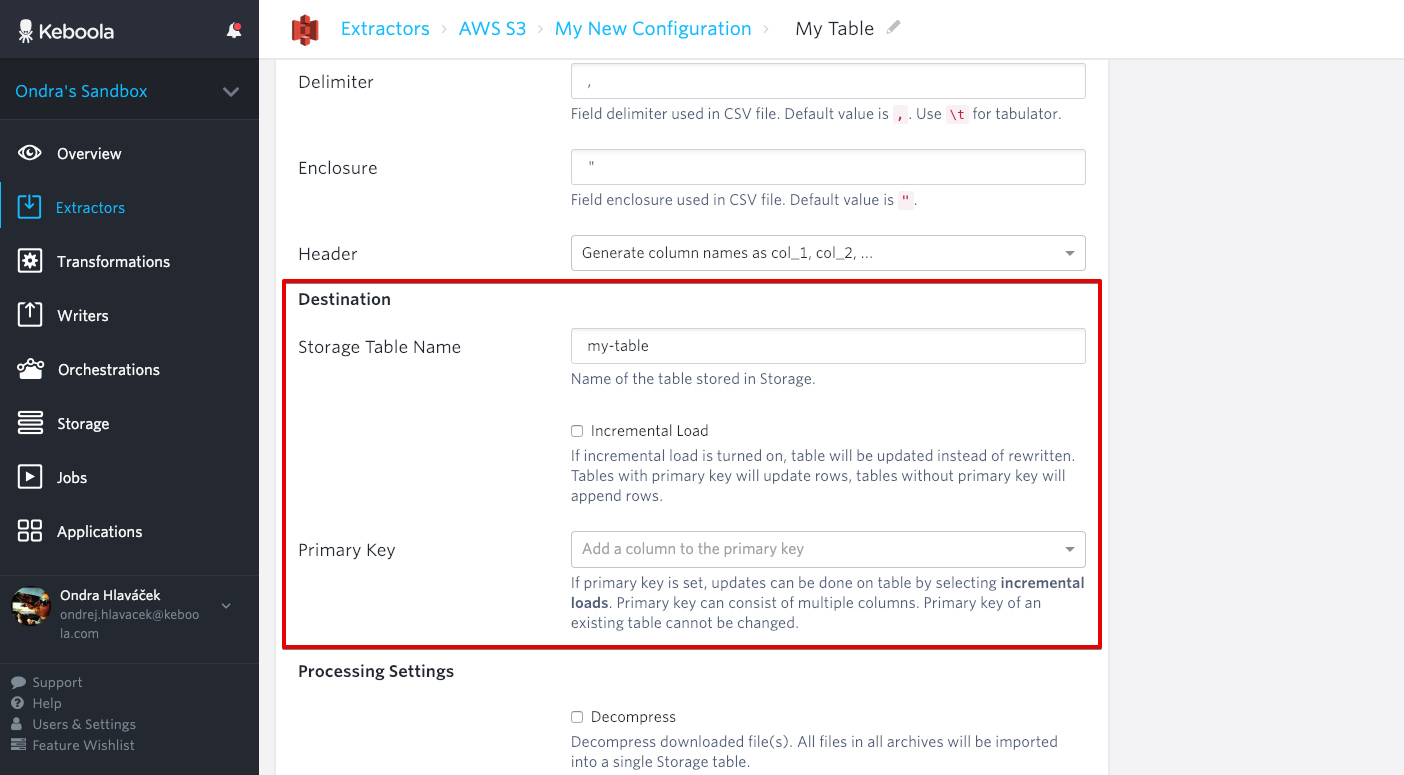 Keboola
Extractors › AWS S3 › My New Configuration › My Table
Ondra's Sandbox
Overview
Extractors
Transformations
Writers
Orchestrations
Storage
Jobs
Applications
Ondra Hlaváček
ondrej.hlavacek@keboo
la.com
Support
Help
Users & Settings
Feature Wishlist
Delimiter
,
Field delimiter used in CSV file. Default value is , . Use \t for tabulator.
Enclosure
"
Field enclosure used in CSV file. Default value is " .
Header
Generate column names as col_1, col_2, ...
Destination
Storage Table Name
my-table
Name of the table stored in Storage.
Incremental Load
If incremental load is turned on, table will be updated instead of rewritten.
Tables with primary key will update rows, tables without primary key will
append rows.
Primary Key
Add a column to the primary key
If primary key is set, updates can be done on table by selecting incremental
loads. Primary key can consist of multiple columns. Primary key of an
existing table cannot be changed.
Processing Settings
Decompress
Decompress downloaded file(s). All files in all archives will be imported
into a single Storage table.